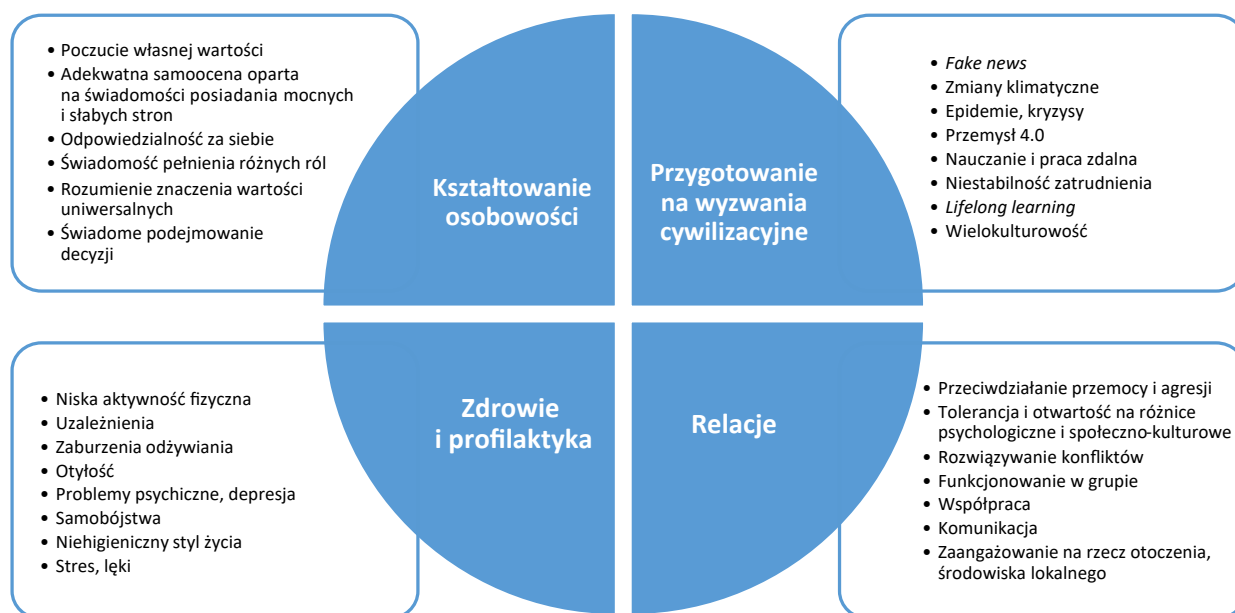 • Poczucie własnej wartości
• Adekwatna samoocena oparta
na świadomości posiadania mocnych
i słabych stron
• Odpowiedzialność za siebie
• Świadomość pełnienia różnych ról
• Rozumienie znaczenia wartości
uniwersalnych
• Świadome podejmowanie
decyzji
Kształtowanie
osobowości
Przygotowanie
na wyzwania
cywilizacyjne
• Fake news
• Zmiany klimatyczne
• Epidemie, kryzysy
• Przemysł 4.0
• Nauczanie i praca zdalna
• Niestabilność zatrudnienia
• Lifelong learning
• Wielokulturowość
• Niska aktywność fizyczna
• Uzależnienia
• Zaburzenia odżywiania
• Otyłość
• Problemy psychiczne, depresja
• Samobójstwa
• Niehigieniczny styl życia
• Stres, lęki
Zdrowie
i profilaktyka
Relacje
• Przeciwdziałanie przemocy i agresji
• Tolerancja i otwartość na różnice
psychologiczne i społeczno-kulturowe
• Rozwiązywanie konfliktów
• Funkcjonowanie w grupie
• Współpraca
• Komunikacja
• Zaangażowanie na rzecz otoczenia,
środowiska lokalnego